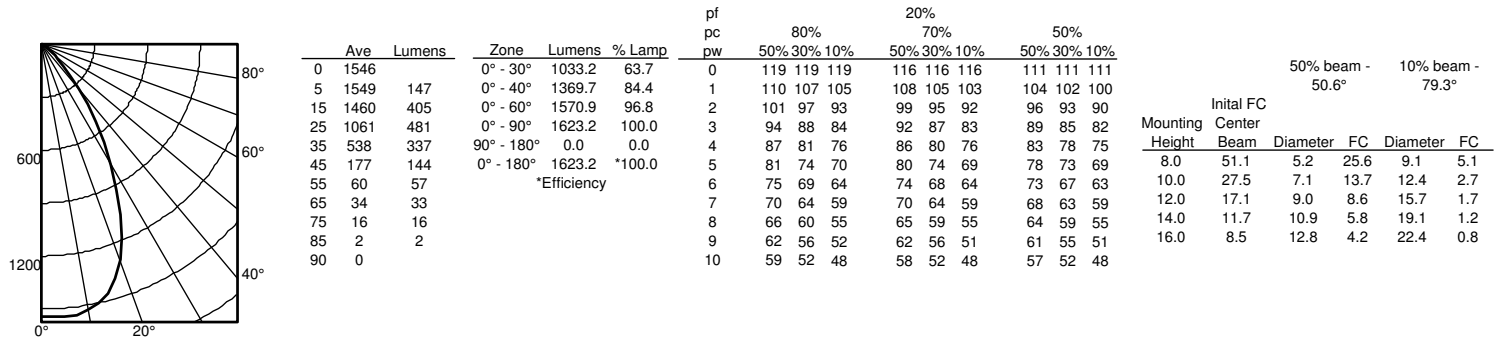 600
1200
0°
20°
40°
60°
80°
Ave Lumens
0 1546
5 1549 147
15 1460 405
25 1061 481
35 538 337
45 177 144
55 60 57
65 34 33
75 16 16
85 2 2
90 0
Zone Lumens % Lamp
0° - 30° 1033.2 63.7
0° - 40° 1369.7 84.4
0° - 60° 1570.9 96.8
0° - 90° 1623.2 100.0
90° - 180° 0.0 0.0
0° - 180° 1623.2 *100.0
*Efficiency
pf 20%
pc 80% 70% 50%
pw 50% 30% 10% 50% 30% 10% 50% 30% 10%
0 119 119 119 116 116 116 111 111 111
1 110 107 105 108 105 103 104 102 100
2 101 97 93 99 95 92 96 93 90
3 94 88 84 92 87 83 89 85 82
4 87 81 76 86 80 76 83 78 75
5 81 74 70 80 74 69 78 73 69
6 75 69 64 74 68 64 73 67 63
7 70 64 59 70 64 59 68 63 59
8 66 60 55 65 59 55 64 59 55
9 62 56 52 62 56 51 61 55 51
10 59 52 48 58 52 48 57 52 48
50% beam - 10% beam -
50.6° 79.3°
Inital FC
Mounting Center
Height Beam Diameter FC Diameter FC
8.0 51.1 5.2 25.6 9.1 5.1
10.0 27.5 7.1 13.7 12.4 2.7
12.0 17.1 9.0 8.6 15.7 1.7
14.0 11.7 10.9 5.8 19.1 1.2
16.0 8.5 12.8 4.2 22.4 0.8